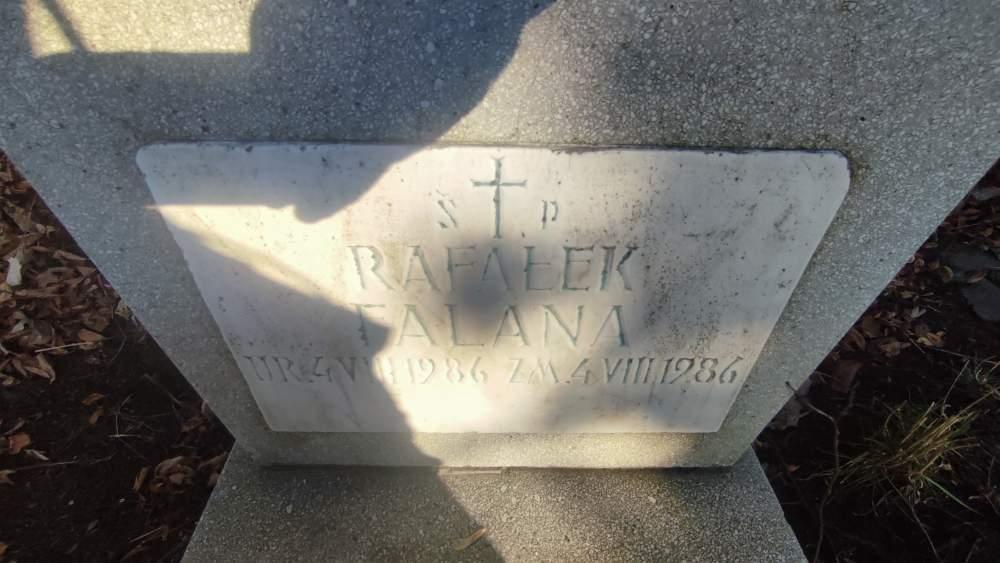 Ś P
RAFAŁEK
FALANA
UR.4.VIII.1986 ZM.4.VIII.1986